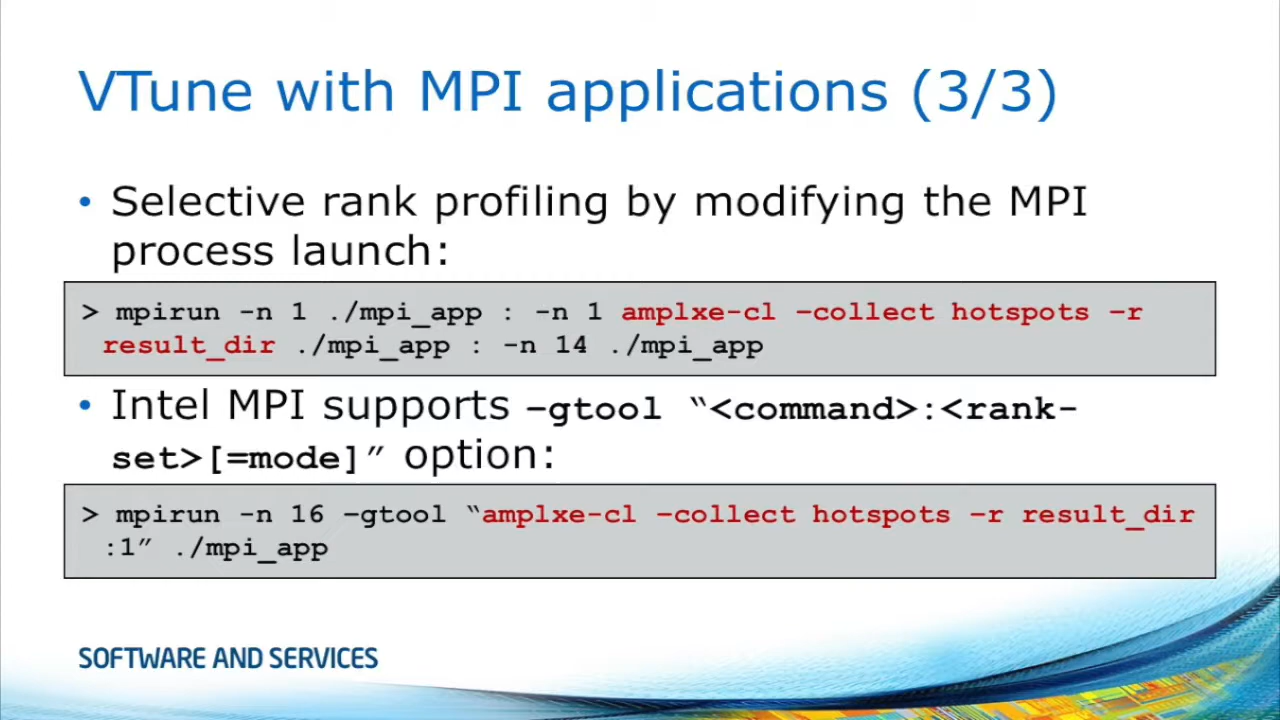 VTune with MPI applications (3/3)
• Selective rank profiling by modifying the MPI
process launch:
> mpirun -n 1 ./mpi_app : -n 1 amplxe-cl –collect hotspots –r
result_dir ./mpi_app : -n 14 ./mpi_app
• Intel MPI supports –gtool “<command>:<rank-
set>[=mode]” option:
> mpirun -n 16 –gtool “amplxe-cl –collect hotspots –r result_dir
:1” ./mpi_app
SOFTWARE AND SERVICES